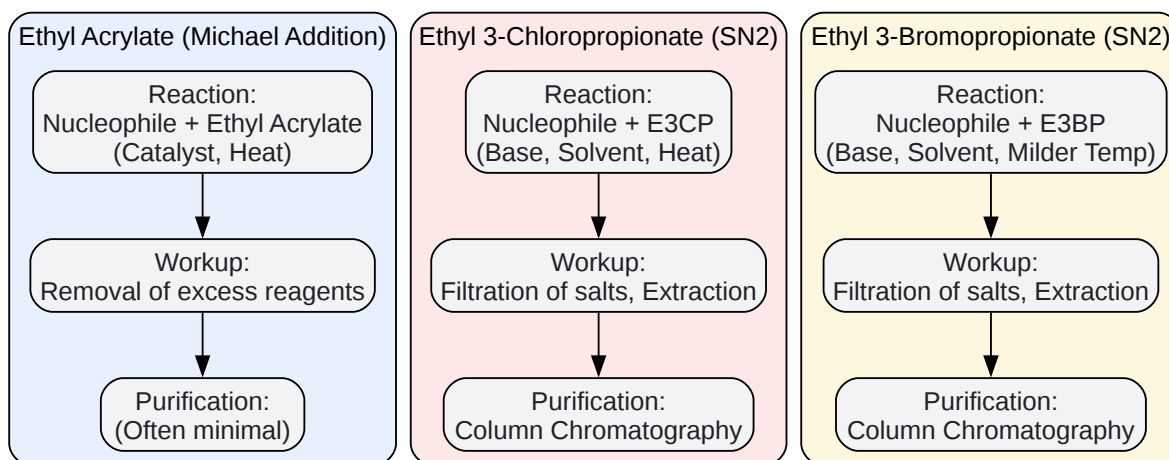 Ethyl Acrylate (Michael Addition)
Reaction:
Nucleophile + Ethyl Acrylate
(Catalyst, Heat)
Workup:
Removal of excess reagents
Purification:
(Often minimal)
Ethyl 3-Chloropropionate (SN2)
Reaction:
Nucleophile + E3CP
(Base, Solvent, Heat)
Workup:
Filtration of salts, Extraction
Purification:
Column Chromatography
Ethyl 3-Bromopropionate (SN2)
Reaction:
Nucleophile + E3BP
(Base, Solvent, Milder Temp)
Workup:
Filtration of salts, Extraction
Purification:
Column Chromatography